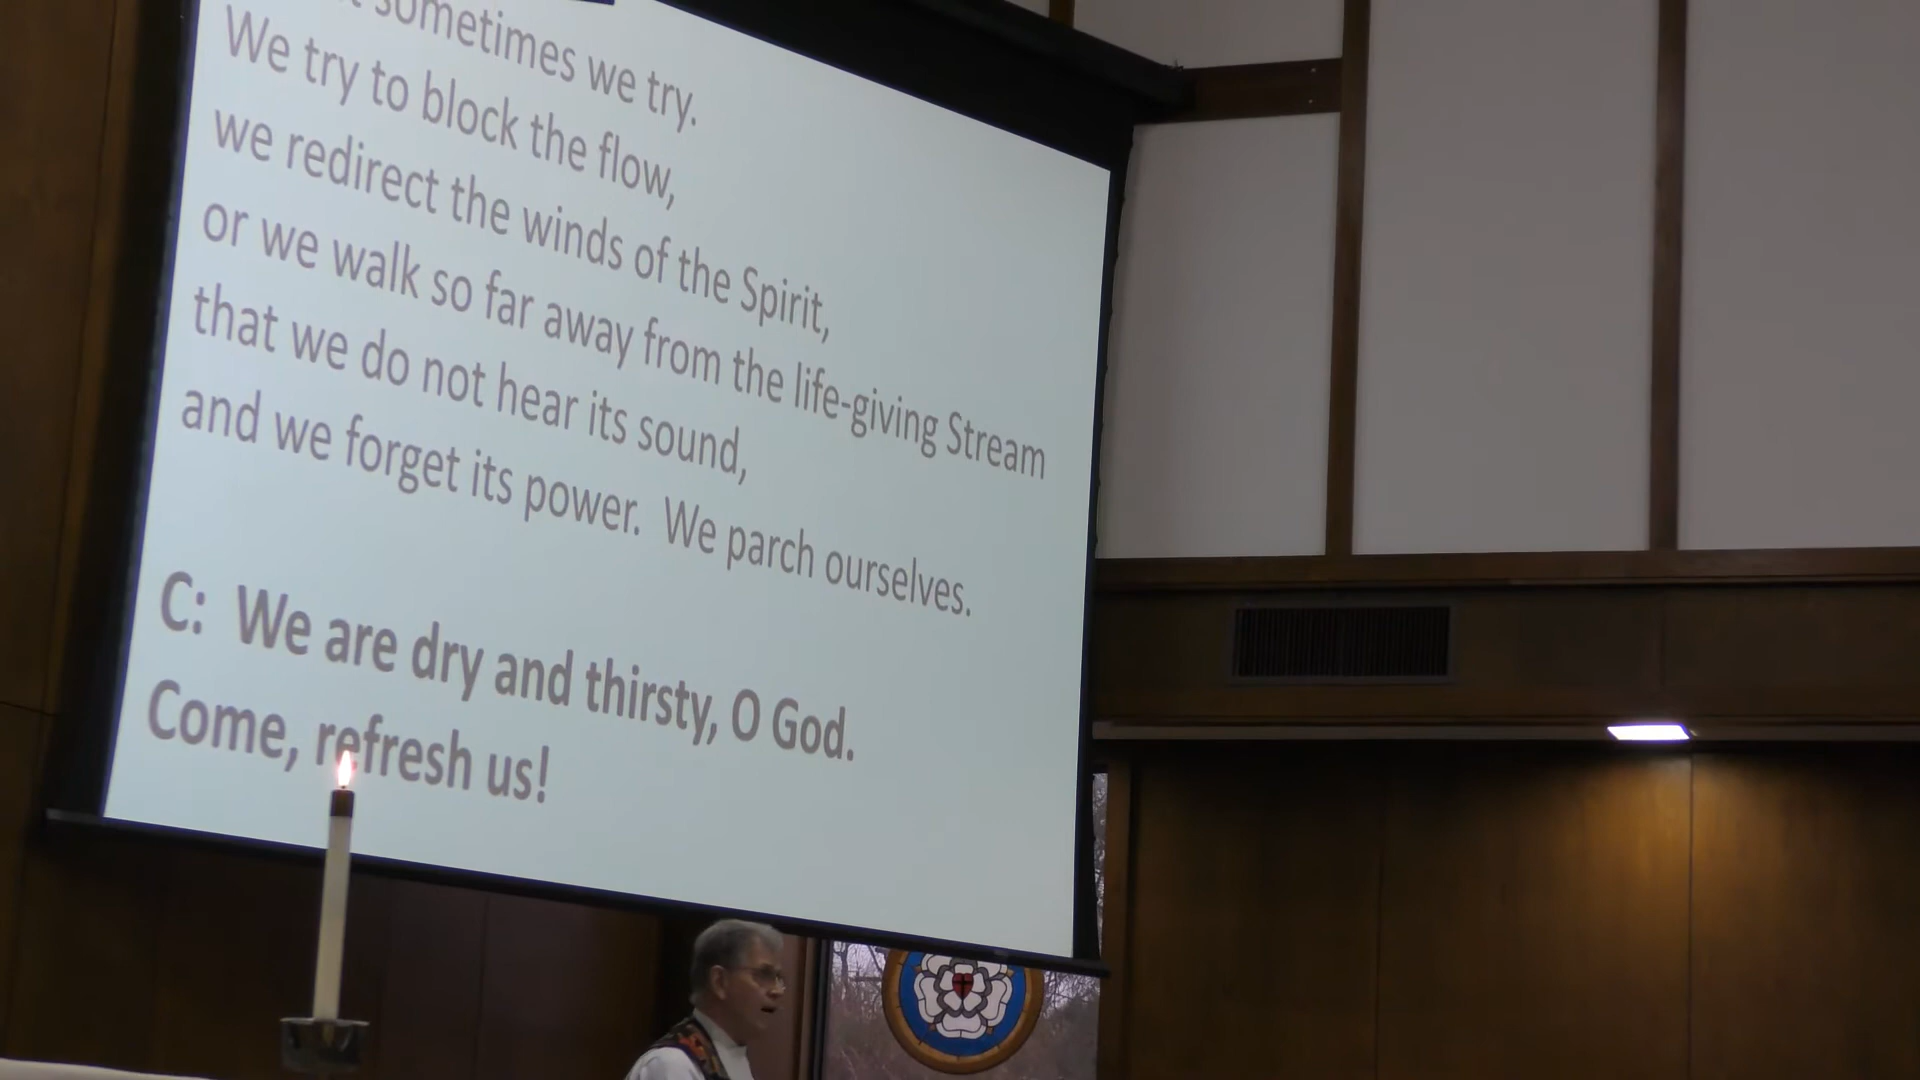 sometimes we try.
We try to block the flow,
we redirect the winds of the Spirit,
or we walk so far away from the life-giving Stream
that we do not hear its sound,
and we forget its power.  We parch ourselves.
C:  We are dry and thirsty, O God.
Come, refresh us!